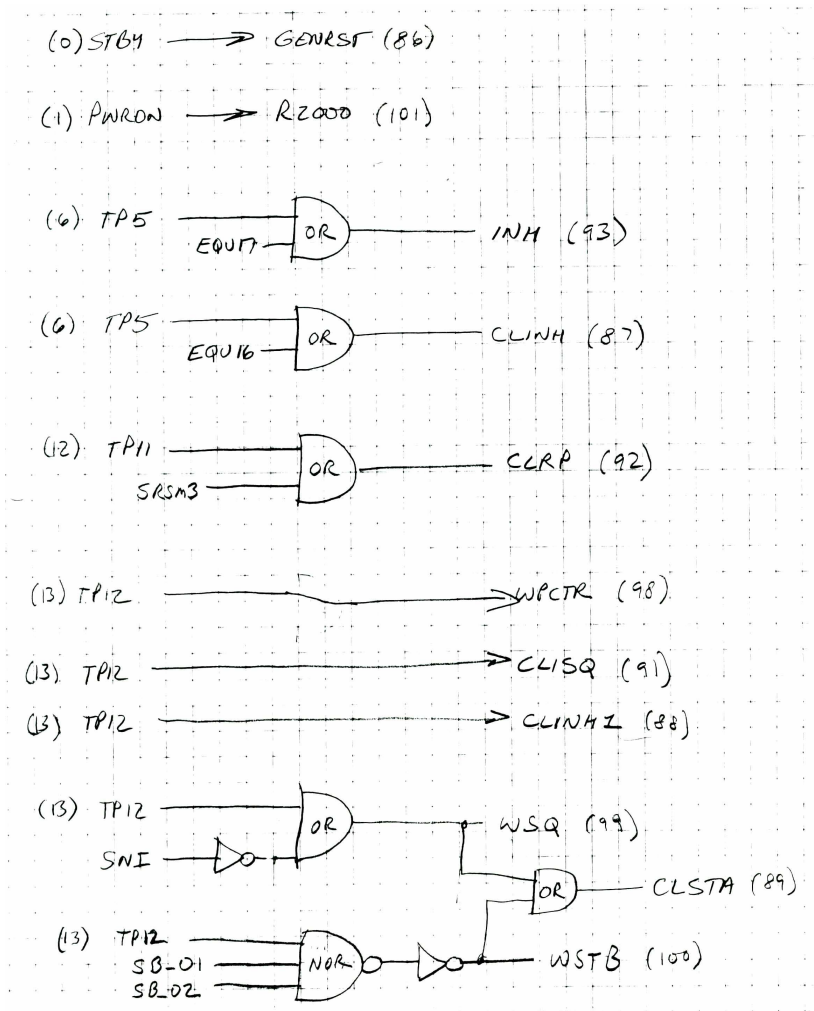 (0) STBY GENRST (86)
(1) PWRON R2000 (101)
(6) TP5
EQU17
OR
INH (93)
(6) TP5
EQU16
OR
CLINH (87)
(12) TP11
SRSM3
OR
CLRP (92)
(13) TP12 WPCTR (98)
(13) TP12 CLISQ (91)
(13) TP12 CLINH1 (88)
(13) TP12
SNI
OR
WSQ (99)
OR
CLSTA (89)
(13) TP12
SB_01
SB_02
NOR
WSTB (100)